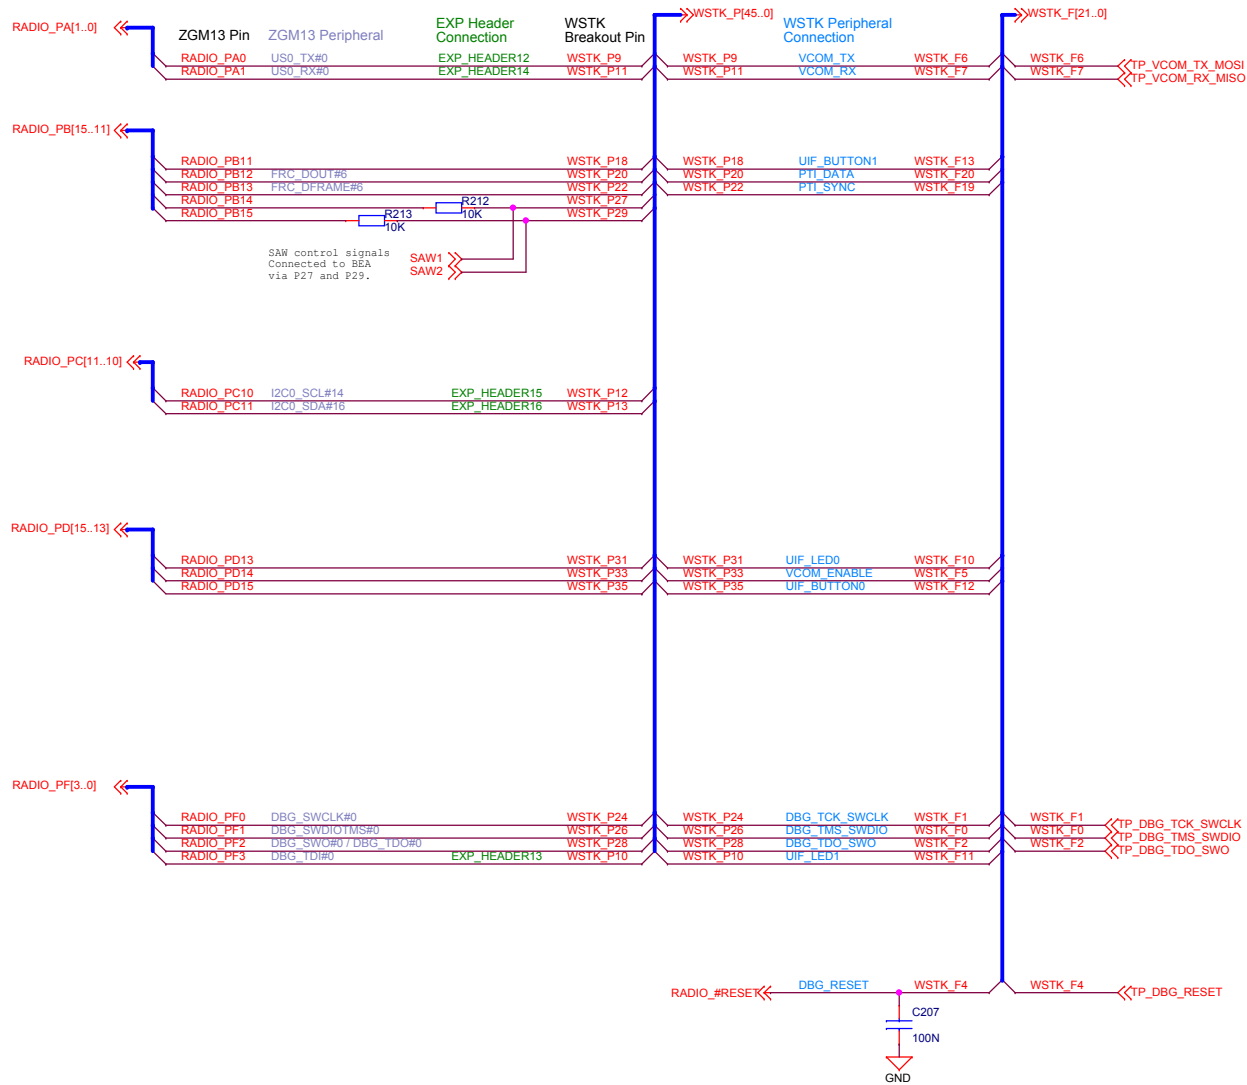 RADIO_PA[1..0]
ZGM13 Pin
ZGM13 Peripheral
EXP Header
Connection
WSTK
Breakout Pin
WSTK_P[45..0]
WSTK Peripheral
Connection
WSTK_F[21..0]
RADIO_PA0 US0_TX#0 EXP_HEADER12 WSTK_P9 WSTK_P9 VCOM_TX WSTK_F6 WSTK_F6 TP_VCOM_TX_MOSI
RADIO_PA1 US0_RX#0 EXP_HEADER14 WSTK_P11 WSTK_P11 VCOM_RX WSTK_F7 WSTK_F7 TP_VCOM_RX_MISO
RADIO_PB[15..11]
RADIO_PB11 WSTK_P18 WSTK_P18 UIF_BUTTON1 WSTK_F13
RADIO_PB12 FRC_DOUT#6 WSTK_P20 WSTK_P20 PTI_DATA WSTK_F20
RADIO_PB13 FRC_DFRAME#6 WSTK_P22 WSTK_P22 PTI_SYNC WSTK_F19
RADIO_PB14 R212 10K WSTK_P27
RADIO_PB15 R213 10K WSTK_P29
SAW control signals
Connected to BEA
via P27 and P29.
SAW1
SAW2
RADIO_PC[11..10]
RADIO_PC10 I2C0_SCL#14 EXP_HEADER15 WSTK_P12
RADIO_PC11 I2C0_SDA#16 EXP_HEADER16 WSTK_P13
RADIO_PD[15..13]
RADIO_PD13 WSTK_P31 WSTK_P31 UIF_LED0 WSTK_F10
RADIO_PD14 WSTK_P33 WSTK_P33 VCOM_ENABLE WSTK_F5
RADIO_PD15 WSTK_P35 WSTK_P35 UIF_BUTTON0 WSTK_F12
RADIO_PF[3..0]
RADIO_PF0 DBG_SWCLK#0 WSTK_P24 WSTK_P24 DBG_TCK_SWCLK WSTK_F1 WSTK_F1 TP_DBG_TCK_SWCLK
RADIO_PF1 DBG_SWDIOTMS#0 WSTK_P26 WSTK_P26 DBG_TMS_SWDIO WSTK_F0 WSTK_F0 TP_DBG_TMS_SWDIO
RADIO_PF2 DBG_SWO#0 / DBG_TDO#0 WSTK_P28 WSTK_P28 DBG_TDO_SWO WSTK_F2 WSTK_F2 TP_DBG_TDO_SWO
RADIO_PF3 DBG_TDI#0 EXP_HEADER13 WSTK_P10 WSTK_P10 UIF_LED1 WSTK_F11
RADIO_#RESET DBG_RESET WSTK_F4 WSTK_F4 TP_DBG_RESET
C207
100N
GND